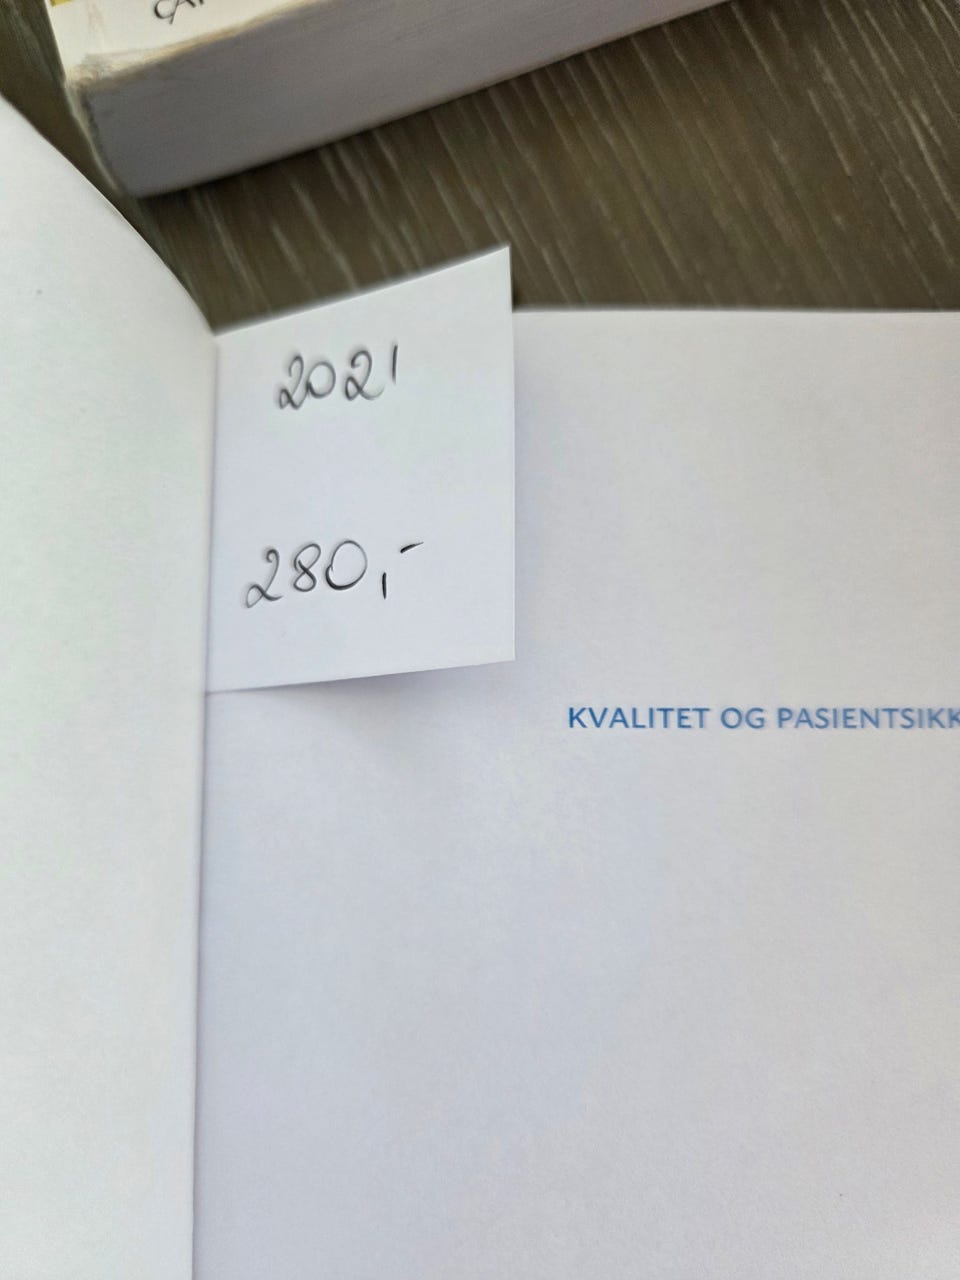 2021
280,-
KVALITET OG PASIENTSIKK